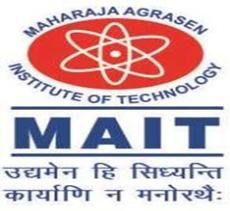 MAHARAJA AGRASEN
INSTITUTE OF TECHNOLOGY
MAIT
उद्यमेन हि सिध्यन्ति
कार्याणि न मनोरथैः